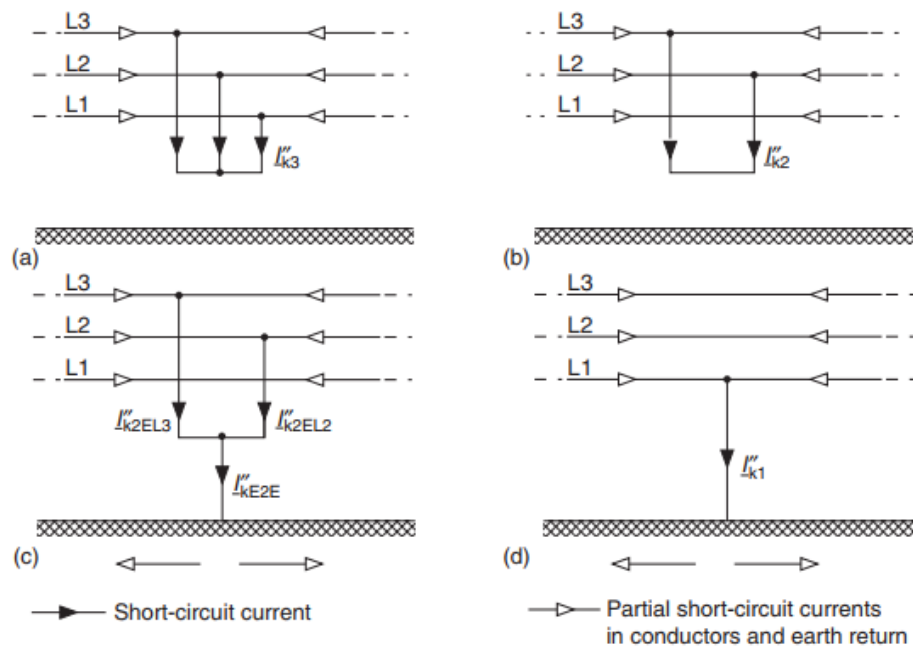 L3
L2
L1
I″k3
(a)
L3
L2
L1
I″k2
(b)
L3
L2
L1
I″k2EL3
I″k2EL2
I″kE2E
(c)
L3
L2
L1
I″k1
(d)
Short-circuit current
Partial short-circuit currents
in conductors and earth return